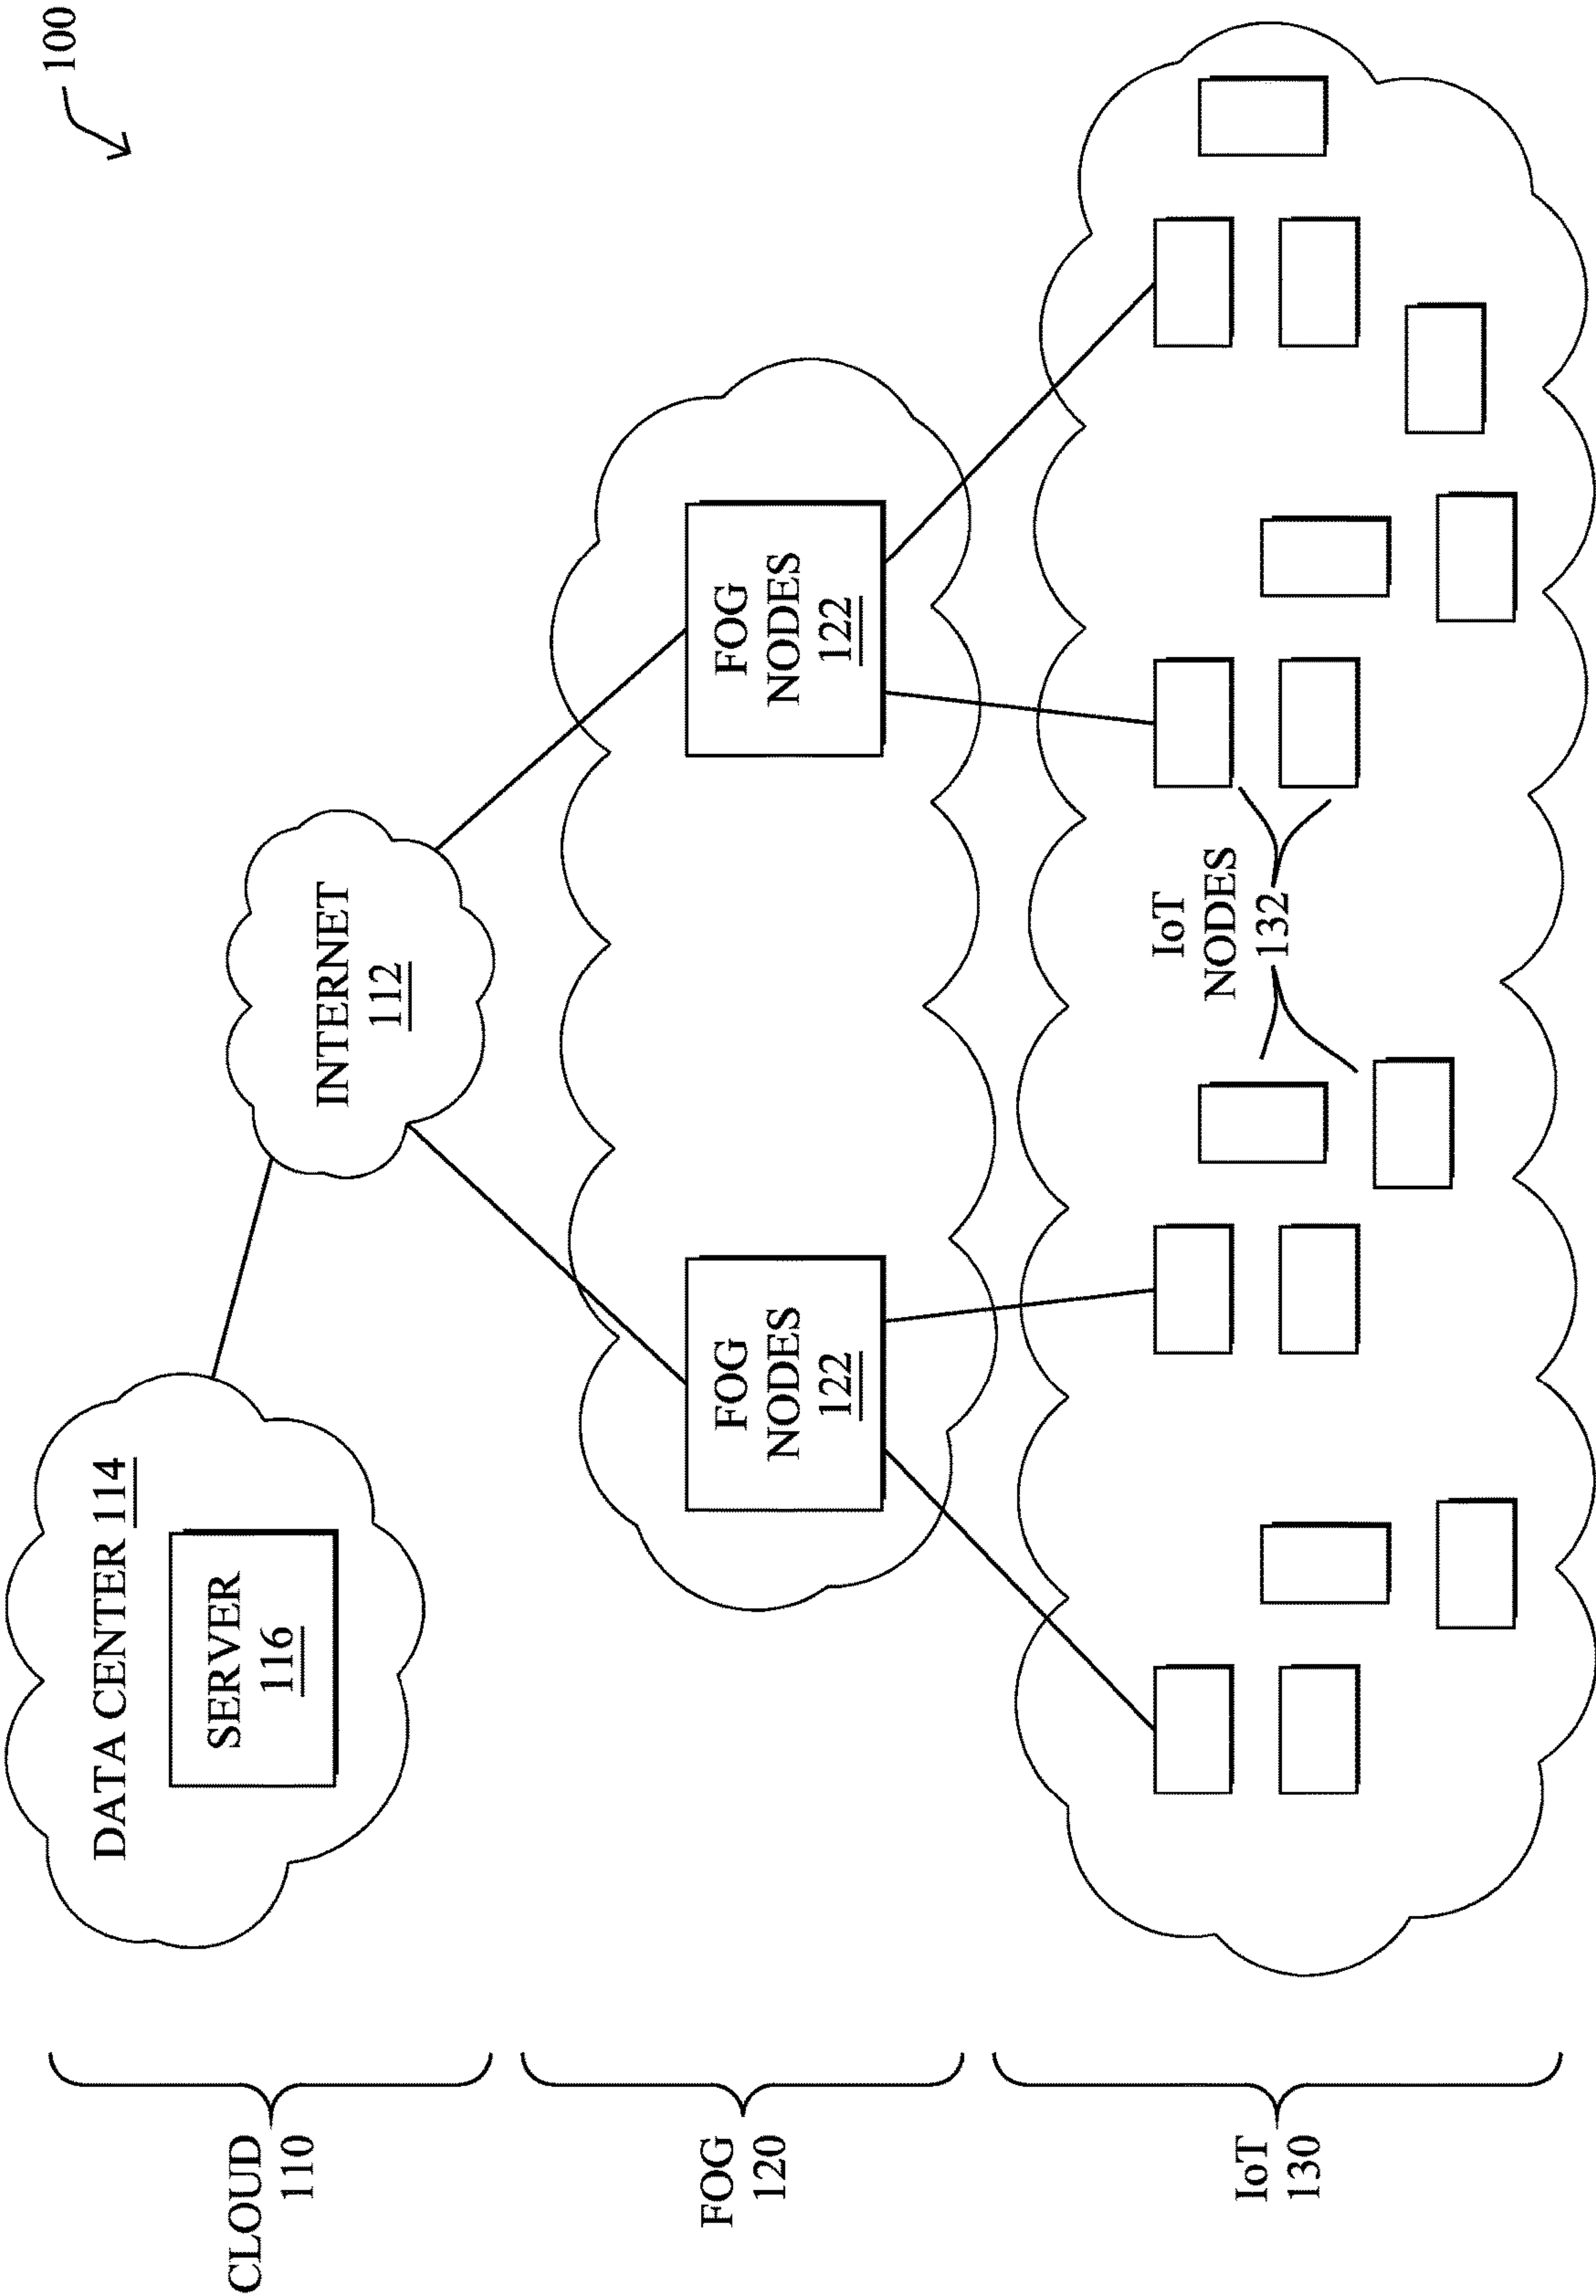 100
CLOUD
110
DATA CENTER 114
SERVER
116
INTERNET
112
FOG
120
FOG
NODES
122
FOG
NODES
122
IoT
130
IoT
NODES
132